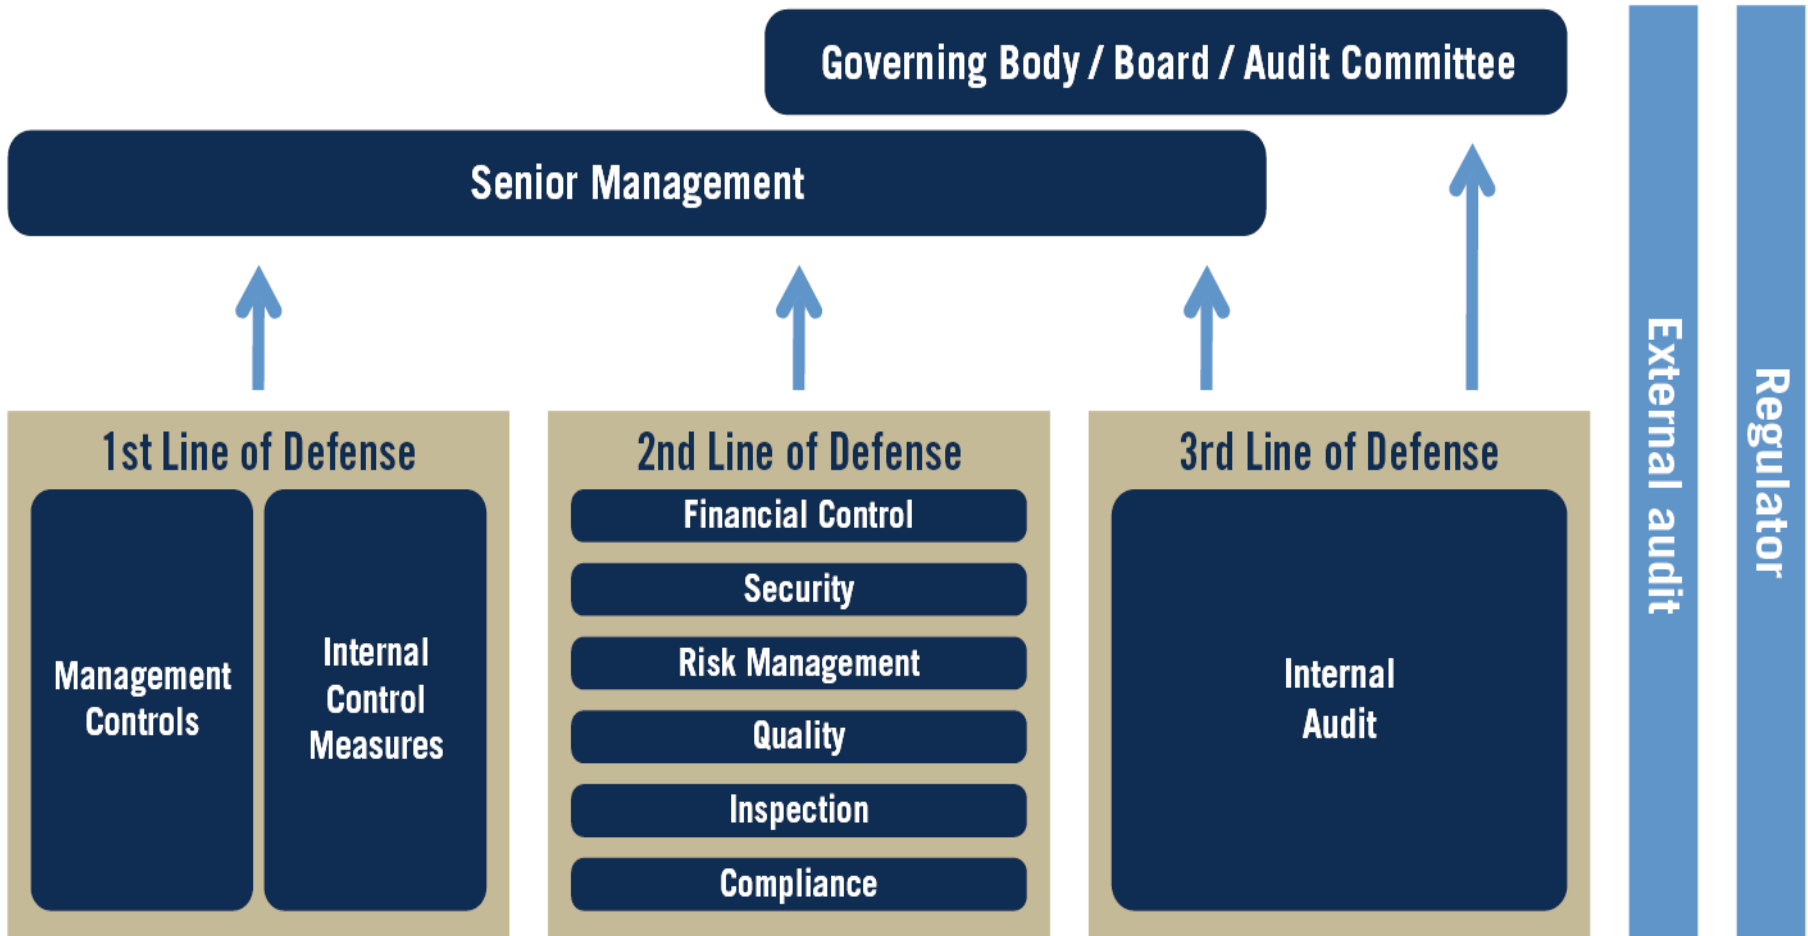 Governing Body / Board / Audit Committee
Senior Management
1st Line of Defense
Management
Controls
Internal
Control
Measures
2nd Line of Defense
Financial Control
Security
Risk Management
Quality
Inspection
Compliance
3rd Line of Defense
Internal
Audit
External audit
Regulator